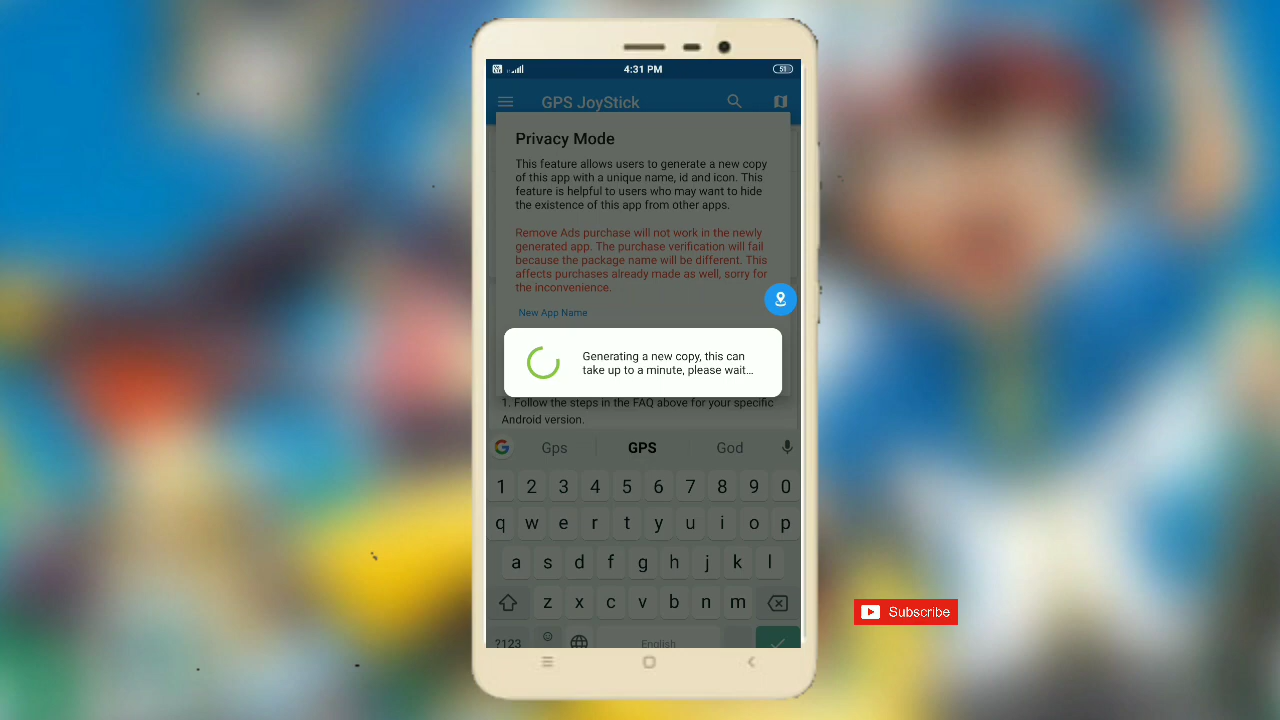 4:31 PM
51
GPS JoyStick
Privacy Mode
This feature allows users to generate a new copy
of this app with a unique name, id and icon. This
feature is helpful to users who may want to hide
the existence of this app from other apps.
Remove Ads purchase will not work in the newly
generated app. The purchase verification will fail
because the package name will be different. This
affects purchases already made as well, sorry for
the inconvenience.
New App Name
Generating a new copy, this can
take up to a minute, please wait...
1. Follow the steps in the FAQ above for your specific
Android version.
Gps GPS God
1 2 3 4 5 6 7 8 9 0
q w e r t y u i o p
a s d f g h j k l
z x c v b n m
?123 English
Subscribe